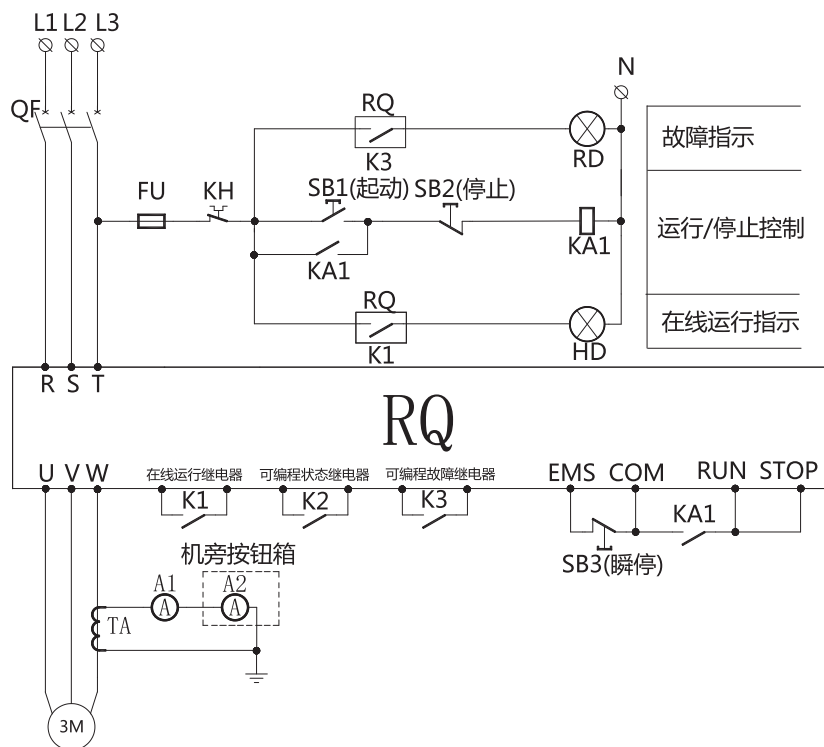 L1 L2 L3
N
QF
RQ
K3
RD
故障指示
FU
KH
SB1(起动)
SB2(停止)
KA1
KA1
运行/停止控制
RQ
K1
HD
在线运行指示
R S T
RQ
U V W
在线运行继电器
可编程状态继电器
可编程故障继电器
EMS COM RUN STOP
K1
K2
K3
KA1
SB3(瞬停)
机旁按钮箱
A1
A2
A
A
TA
3M